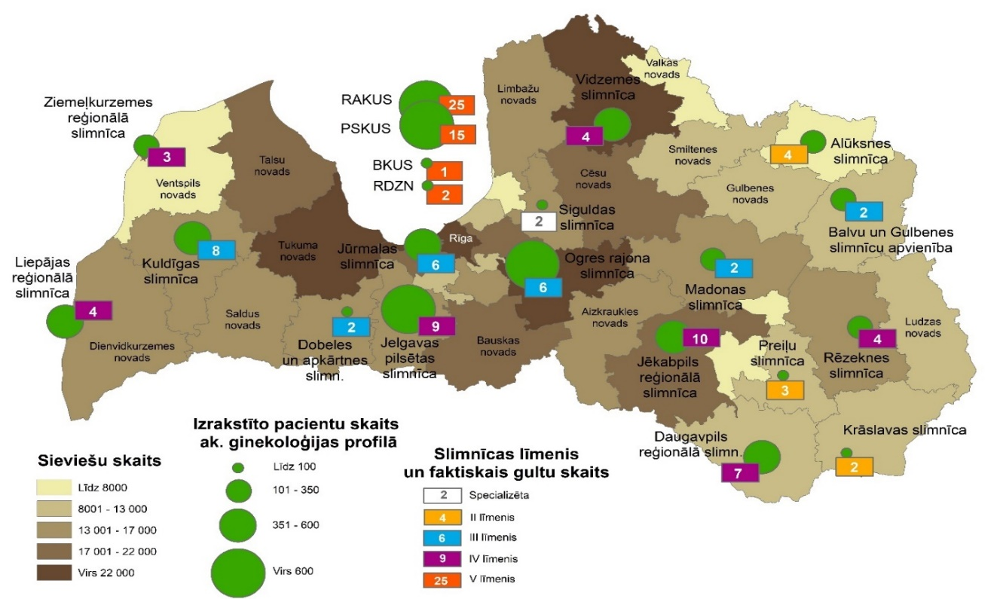 Ziemeļkurzemes
reģionālā
slimnīca
3
Ventspils
novads
Talsu
novads
RAKUS
25
PSKUS
15
BKUS
1
RDZN
2
Limbažu
novads
Vidzemes
slimnīca
4
Valkas
novads
Smiltenes
novads
Alūksnes
slimnīca
4
Cēsu
novads
Gulbenes
novads
2
Balvu un Gulbenes
slimnīcu apvienība
Siguldas
slimnīca
2
Kuldīgas
slimnīca
8
Tukuma
novads
Jūrmalas
slimnīca
6
Rīga
Ogres rajona
slimnīca
6
Madonas
slimnīca
2
Liepājas
reģionālā
slimnīca
4
Dienvidkurzemes
novads
Saldus
novads
Dobeles
un apkārtnes
slimn.
2
Jelgavas
pilsētas
slimnīca
9
Bauskas
novads
Aizkraukles
novads
Jēkabpils
reģionālā
slimnīca
10
Preiļu
slimnīca
3
Rēzeknes
slimnīca
4
Ludzas
novads
Daugavpils
reģionālā slimn.
7
Krāslavas slimnīca
2
Sieviešu skaits
Līdz 8000
8001 - 13 000
13 001 - 17 000
17 001 - 22 000
Virs 22 000
Izrakstīto pacientu skaits
ak. ginekoloģijas profilā
Līdz 100
101 - 350
351 - 600
Virs 600
Slimnīcas līmenis
un faktiskais gultu skaits
2 Specializēta
4 II līmenis
6 III līmenis
9 IV līmenis
25 V līmenis